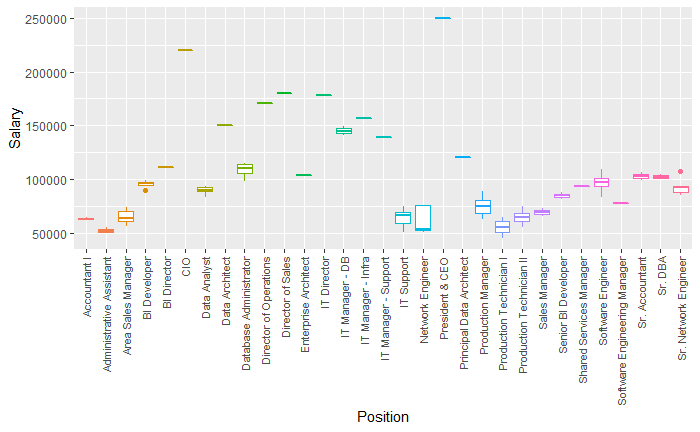 250000
200000
150000
100000
50000
Salary
Accountant I
Administrative Assistant
Area Sales Manager
BI Developer
BI Director
CIO
Data Analyst
Data Architect
Database Administrator
Director of Operations
Director of Sales
Enterprise Architect
IT Director
IT Manager - DB
IT Manager - Infra
IT Manager - Support
IT Support
Network Engineer
President & CEO
Principal Data Architect
Production Manager
Production Technician I
Production Technician II
Sales Manager
Senior BI Developer
Shared Services Manager
Software Engineer
Software Engineering Manager
Sr. Accountant
Sr. DBA
Sr. Network Engineer
Position